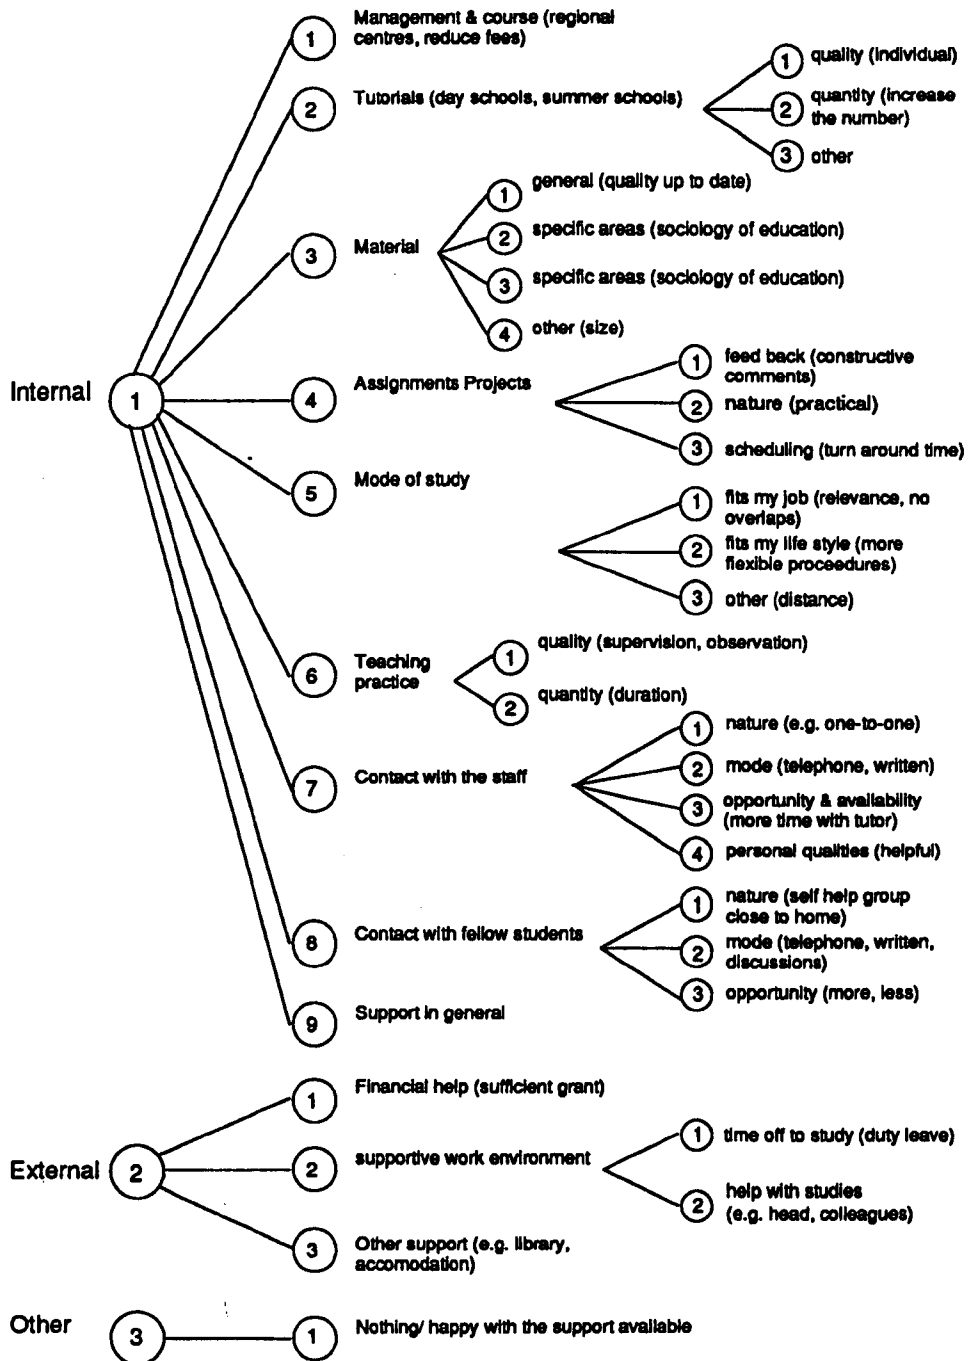 1
Management & course (regional
centres, reduce fees)
2
Tutorials (day schools, summer schools)
1
quality (individual)
2
quantity (increase
the number)
3
other
3
Material
1
general (quality up to date)
2
specific areas (sociology of education)
3
specific areas (sociology of education)
4
other (size)
Internal
1
4
Assignments Projects
1
feed back (constructive
comments)
2
nature (practical)
3
scheduling (turn around time)
5
Mode of study
1
fits my job (relevance, no
overlaps)
2
fits my life style (more
flexible proceedures)
3
other (distance)
6
Teaching
practice
1
quality (supervision, observation)
2
quantity (duration)
7
Contact with the staff
1
nature (e.g. one-to-one)
2
mode (telephone, written)
3
opportunity & availability
(more time with tutor)
4
personal qualities (helpful)
8
Contact with fellow students
1
nature (self help group
close to home)
2
mode (telephone, written,
discussions)
3
opportunity (more, less)
9
Support in general
External
2
1
Financial help (sufficient grant)
2
supportive work environment
1
time off to study (duty leave)
2
help with studies
(e.g. head, colleagues)
3
Other support (e.g. library,
accomodation)
Other
3
1
Nothing/ happy with the support available